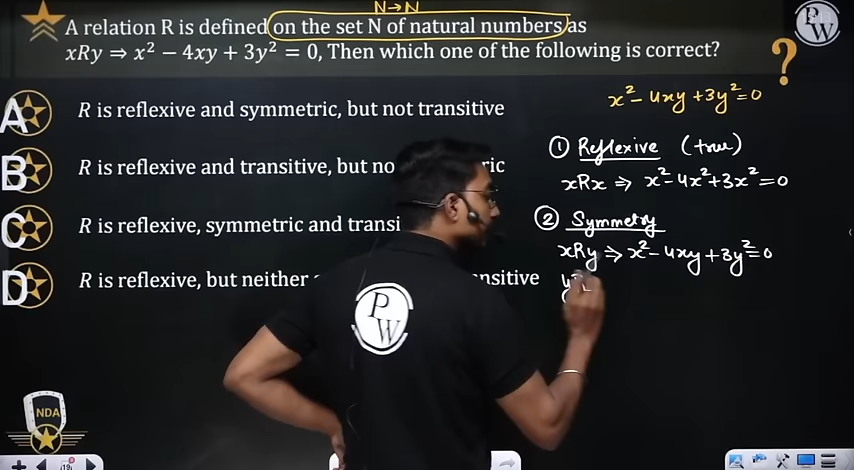 N→N
A relation R is defined on the set N of natural numbers as
xRy ⇒ x² − 4xy + 3y² = 0, Then which one of the following is correct?
?
P W
A R is reflexive and symmetric, but not transitive
B R is reflexive and transitive, but no ric
C R is reflexive, symmetric and transi
D R is reflexive, but neither nsitive
x² - 4xy + 3y² = 0
① Reflexive (true)
xRx ⇒ x² - 4x² + 3x² = 0
② Symmetry
xRy ⇒ x² - 4xy + 3y² = 0
P
W
NDA
19